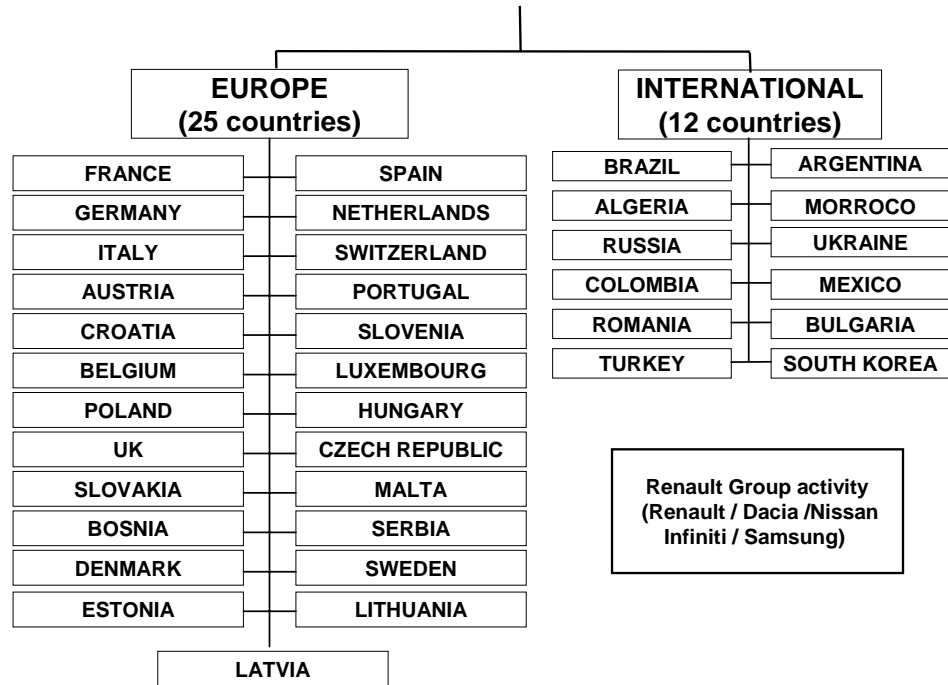 EUROPE
(25 countries)
INTERNATIONAL
(12 countries)
FRANCE
SPAIN
GERMANY
NETHERLANDS
ITALY
SWITZERLAND
AUSTRIA
PORTUGAL
CROATIA
SLOVENIA
BELGIUM
LUXEMBOURG
POLAND
HUNGARY
UK
CZECH REPUBLIC
SLOVAKIA
MALTA
BOSNIA
SERBIA
DENMARK
SWEDEN
ESTONIA
LITHUANIA
LATVIA
BRAZIL
ARGENTINA
ALGERIA
MORROCO
RUSSIA
UKRAINE
COLOMBIA
MEXICO
ROMANIA
BULGARIA
TURKEY
SOUTH KOREA
Renault Group activity
(Renault / Dacia /Nissan
Infiniti / Samsung)